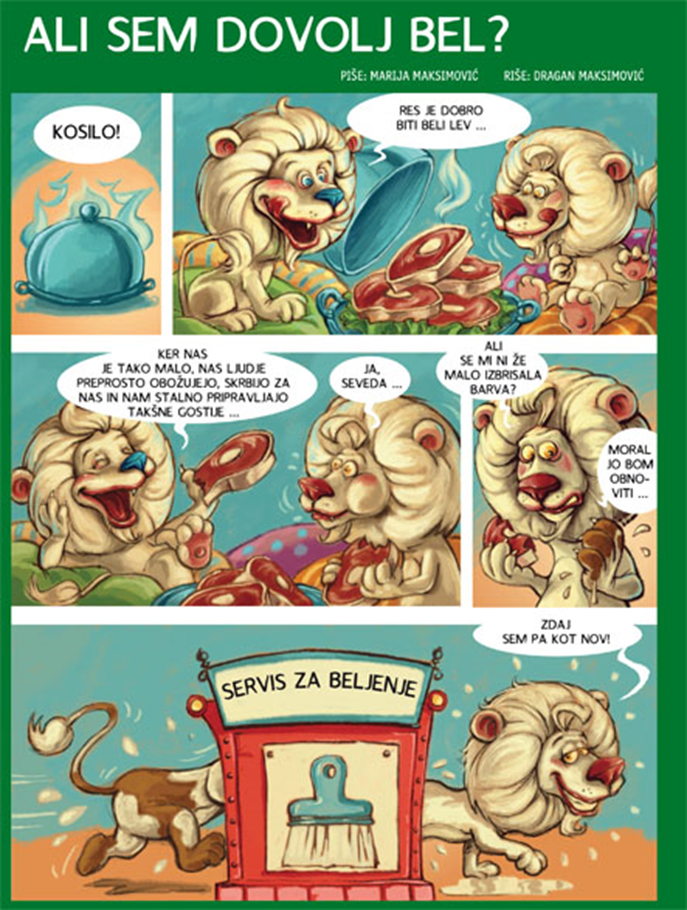 ALI SEM DOVOLJ BEL?
PIŠE: MARIJA MAKSIMOVIĆ RIŠE: DRAGAN MAKSIMOVIĆ
KOSILO!
RES JE DOBRO
BITI BELI LEV ...
KER NAS
JE TAKO MALO, NAS LJUDJE
PREPROSTO OBOŽUJEJO, SKRBIJO ZA
NAS IN NAM STALNO PRIPRAVLJAJO
TAKŠNE GOSTIJE ...
JA,
SEVEDA ...
ALI
SE MI NI ŽE
MALO IZBRISALA
BARVA?
MORAL
JO BOM
OBNO-
VITI ...
SERVIS ZA BELJENJE
ZDAJ
SEM PA KOT NOV!